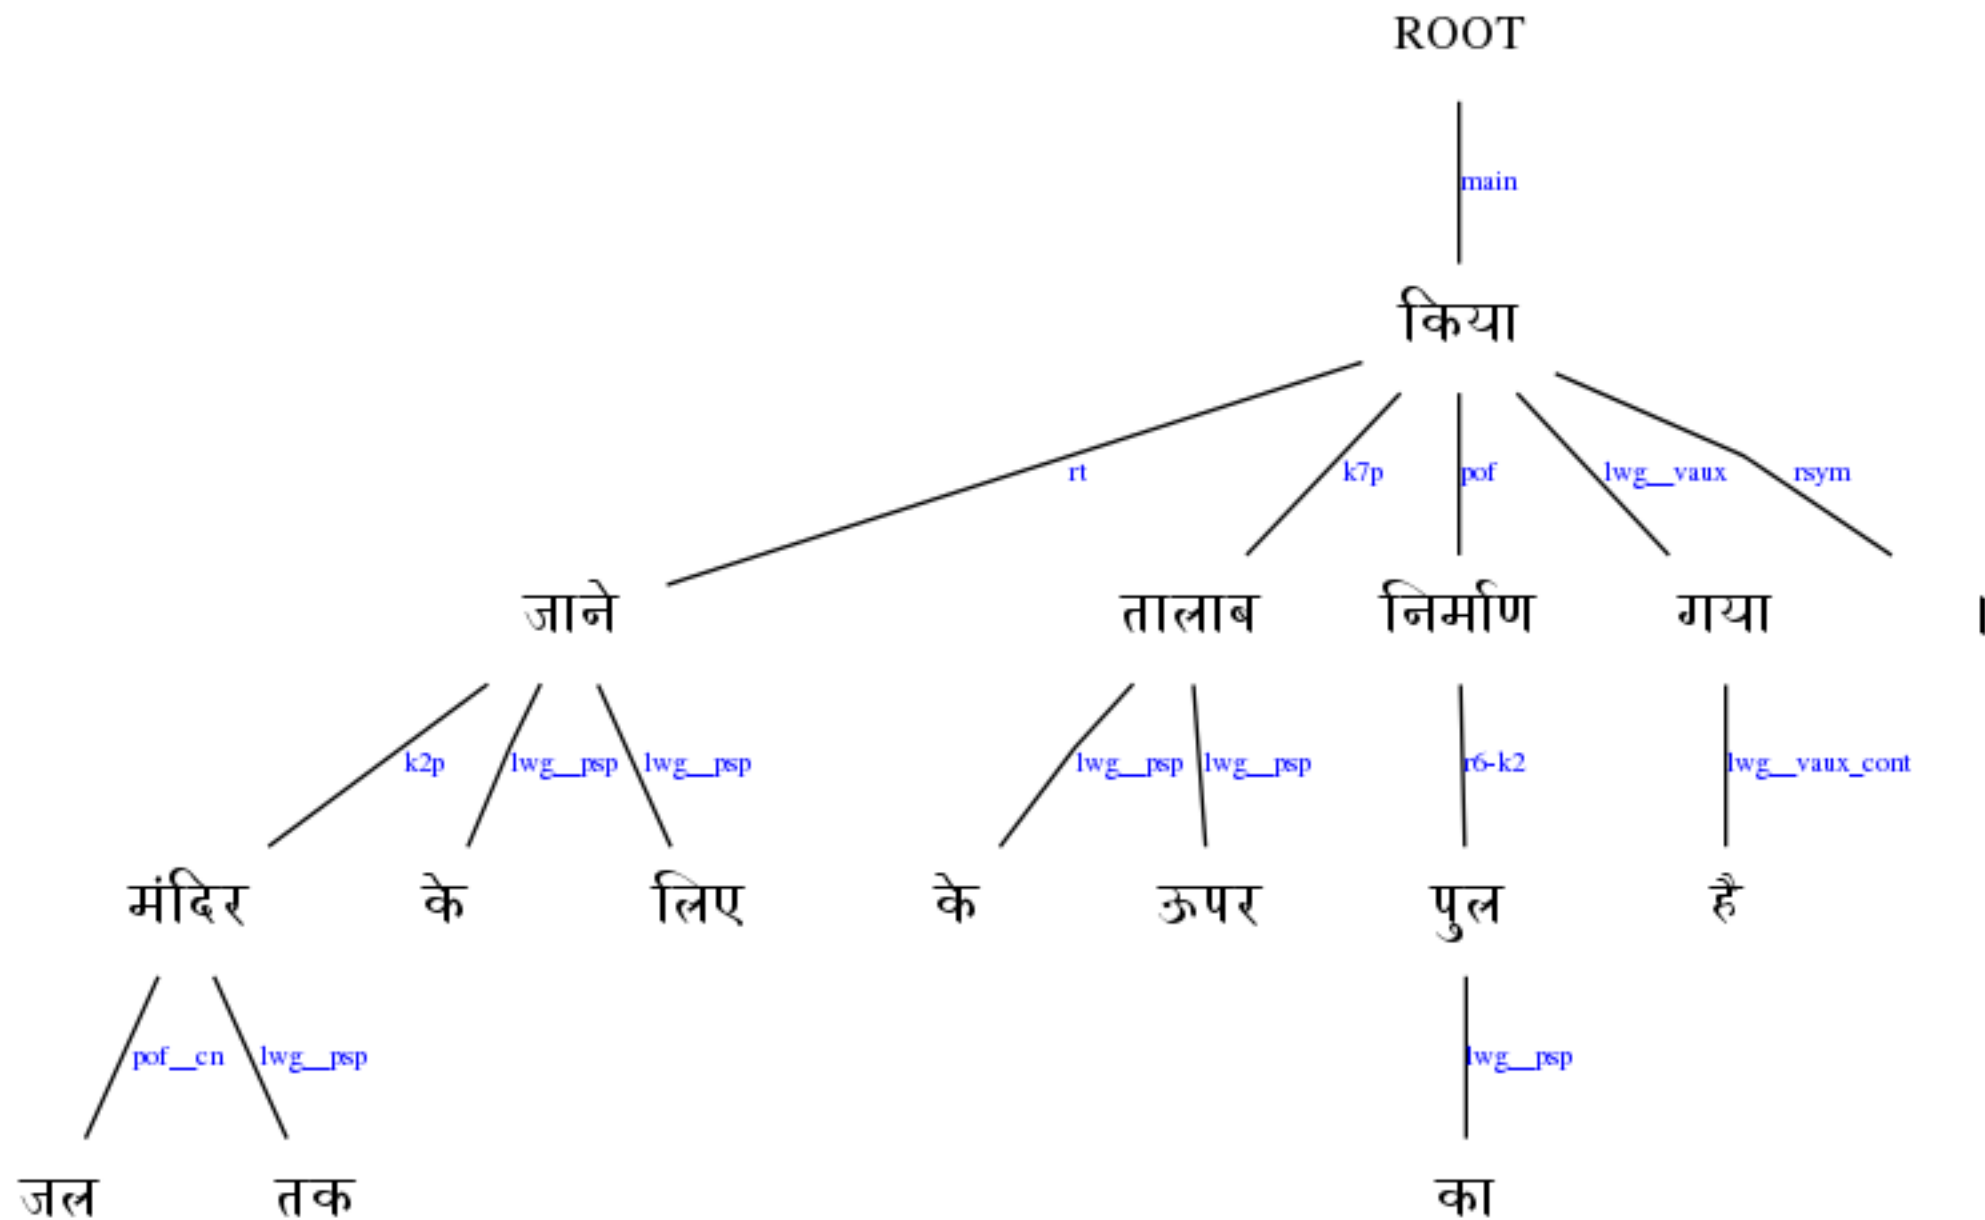 ROOT
main
किया
rt k7p pof lwg__vaux rsym
जाने तालाब निर्माण गया ।
k2p lwg__psp lwg__psp lwg__psp lwg__psp r6-k2 lwg__vaux_cont
मंदिर के लिए के ऊपर पुल है
pof__cn lwg__psp lwg__psp
जल तक का